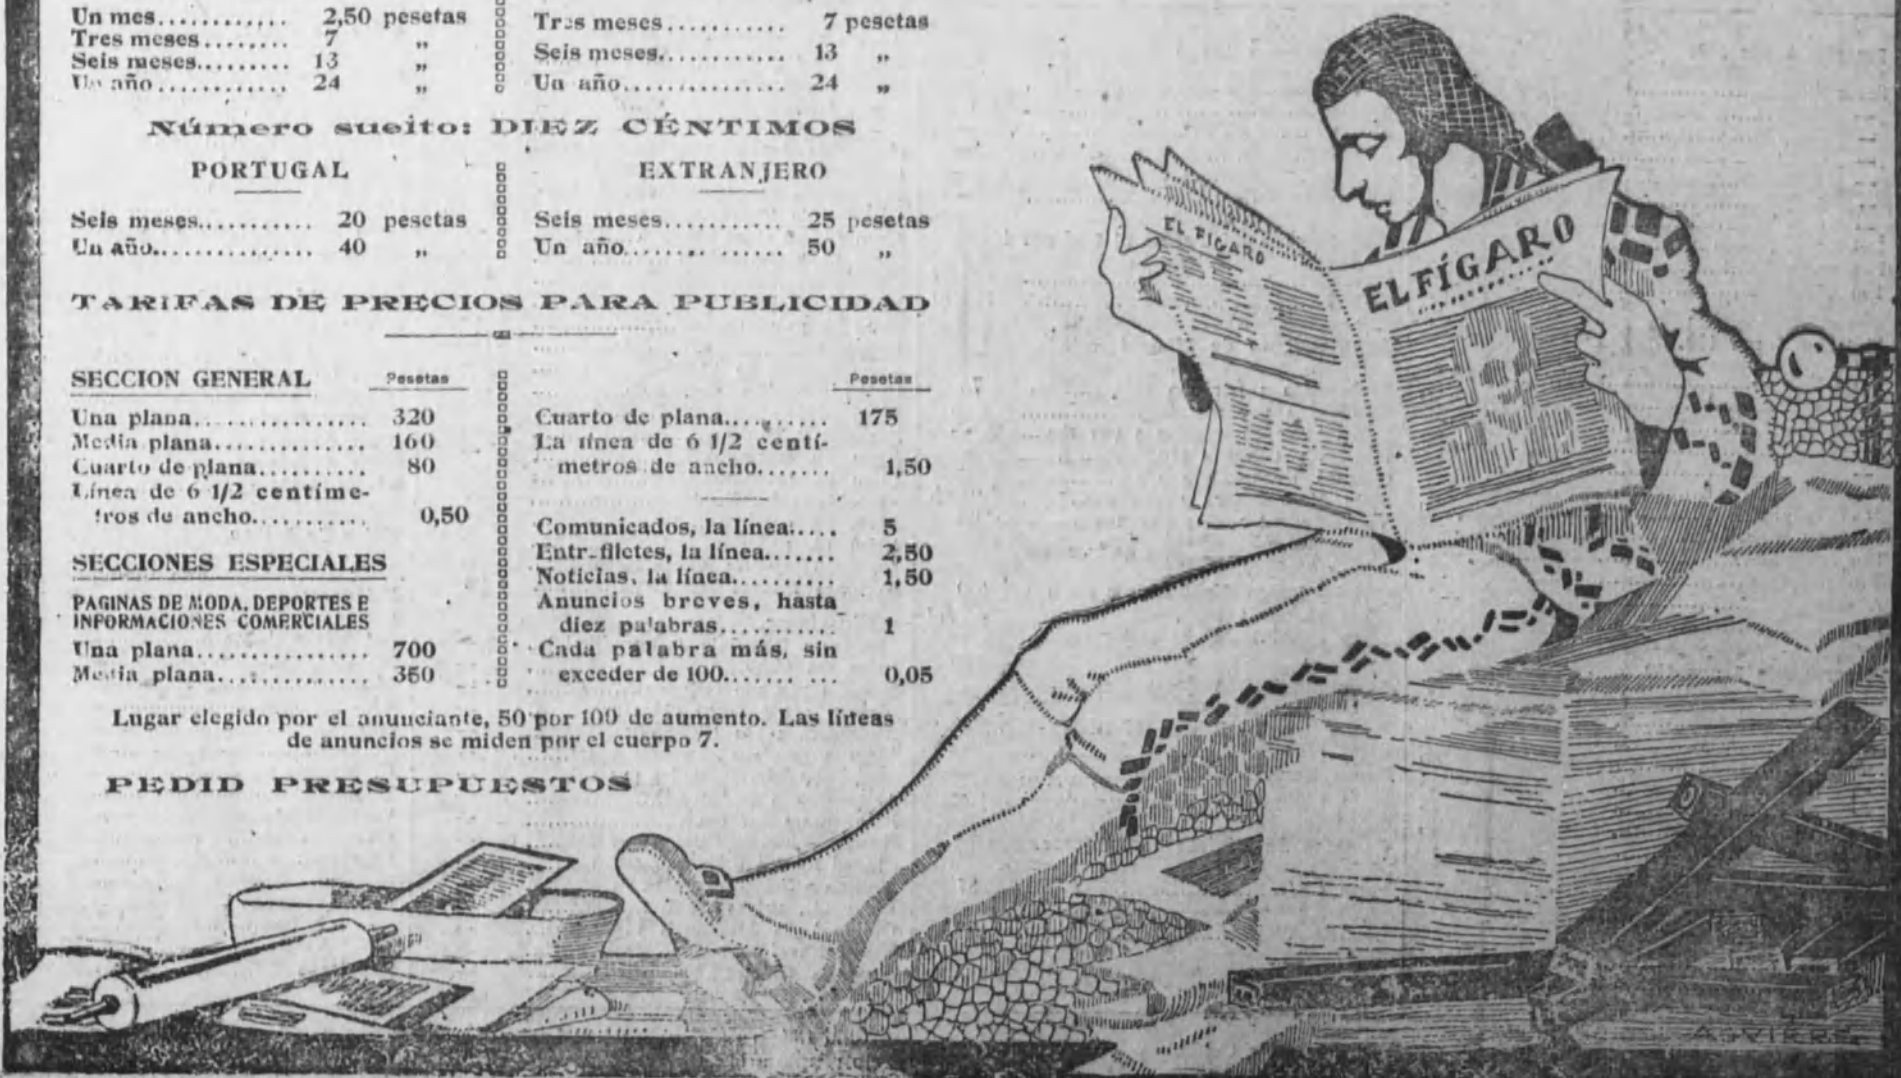 Un mes............ 2,50 pesetas
Tres meses........ 7 „
Seis meses......... 13 „
Un año............ 24 „
Tres meses........... 7 pesetas
Seis meses............ 13 „
Un año............... 24 „
Número suelto: DIEZ CÉNTIMOS
PORTUGAL
Seis meses........... 20 pesetas
Un año............... 40 „
EXTRANJERO
Seis meses........... 25 pesetas
Un año............... 50 „
TARIFAS DE PRECIOS PARA PUBLICIDAD
SECCION GENERAL Pesetas
Una plana................ 320
Media plana............. 160
Cuarto de plana.......... 80
Línea de 6 1/2 centíme-
tros de ancho........... 0,50
SECCIONES ESPECIALES
PAGINAS DE MODA, DEPORTES E
INFORMACIONES COMERCIALES
Una plana................ 700
Media plana.............. 350
Pesetas
Cuarto de plana.......... 175
La línea de 6 1/2 centí-
metros de ancho....... 1,50
Comunicados, la línea..... 5
Entrefiletes, la línea....... 2,50
Noticias, la línea.......... 1,50
Anuncios breves, hasta
diez palabras........... 1
Cada palabra más, sin
exceder de 100....... ... 0,05
Lugar elegido por el anunciante, 50 por 100 de aumento. Las líneas
de anuncios se miden por el cuerpo 7.
PEDID PRESUPUESTOS
EL FIGARO
EL FÍGARO